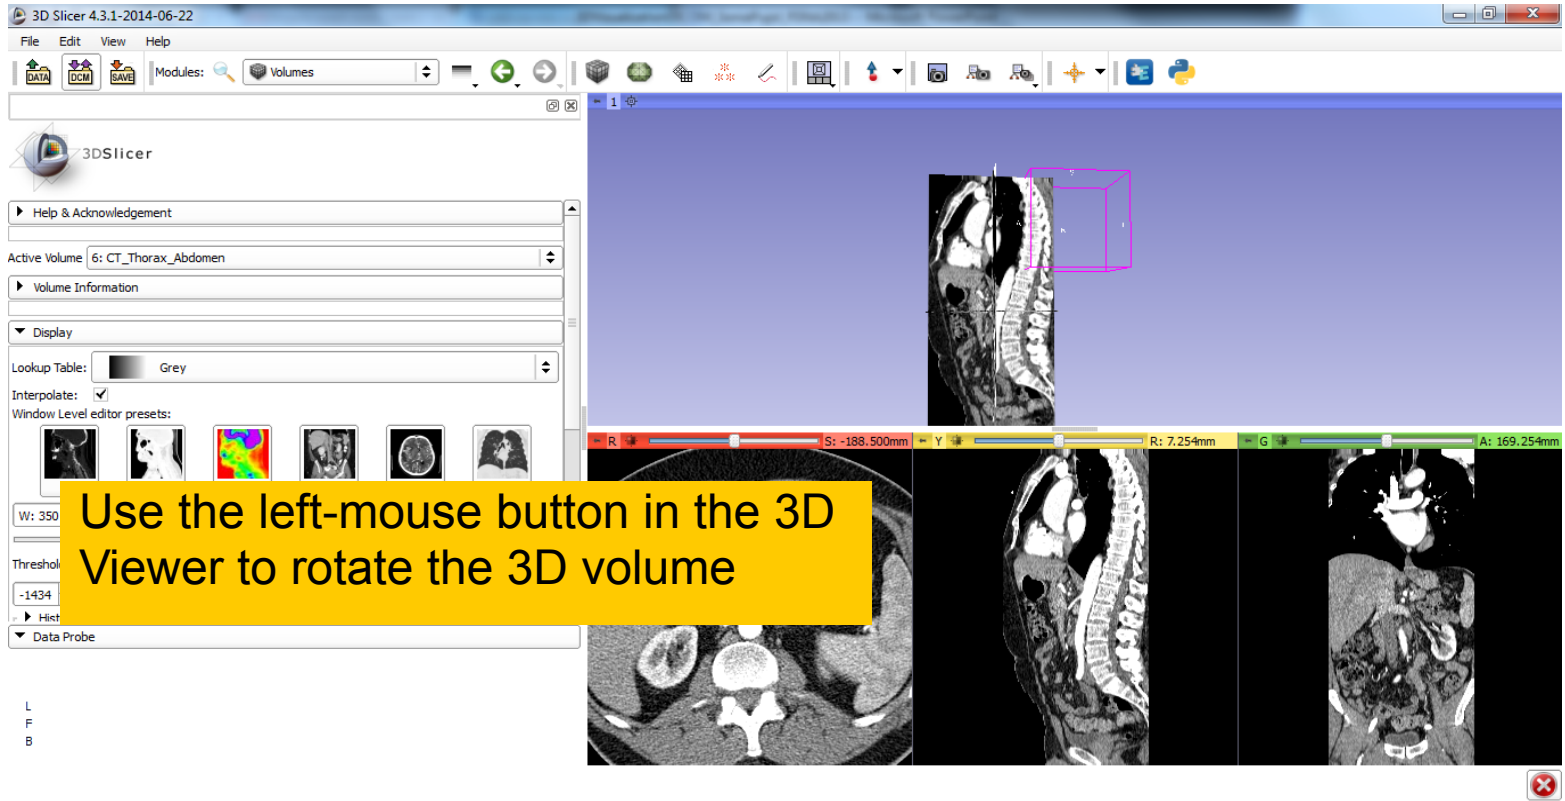 3D Slicer 4.3.1-2014-06-22
File Edit View Help
DATA DCM SAVE Modules: Volumes
1
3DSlicer
Help & Acknowledgement
Active Volume 6: CT_Thorax_Abdomen
Volume Information
Display
Lookup Table: Grey
Interpolate:
Window Level editor presets:
R S: -188.500mm Y R: 7.254mm G A: 169.254mm
W: 350
Use the left-mouse button in the 3D
Viewer to rotate the 3D volume
Threshol
-1434
Hist
Data Probe
L
F
B